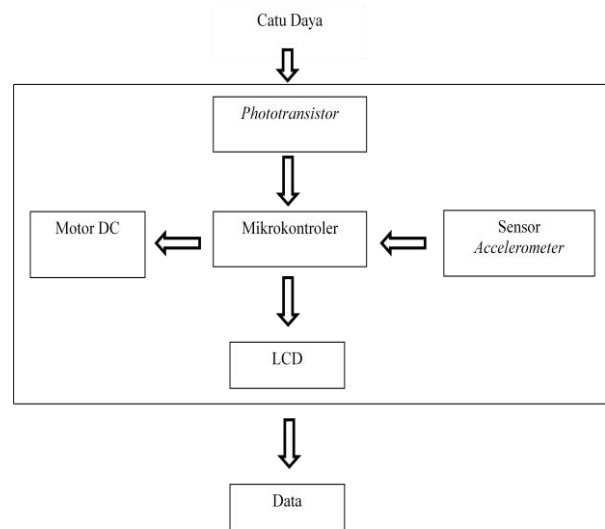 Catu Daya
Phototransistor
Motor DC
Mikrokontroler
Sensor
Accelerometer
LCD
Data